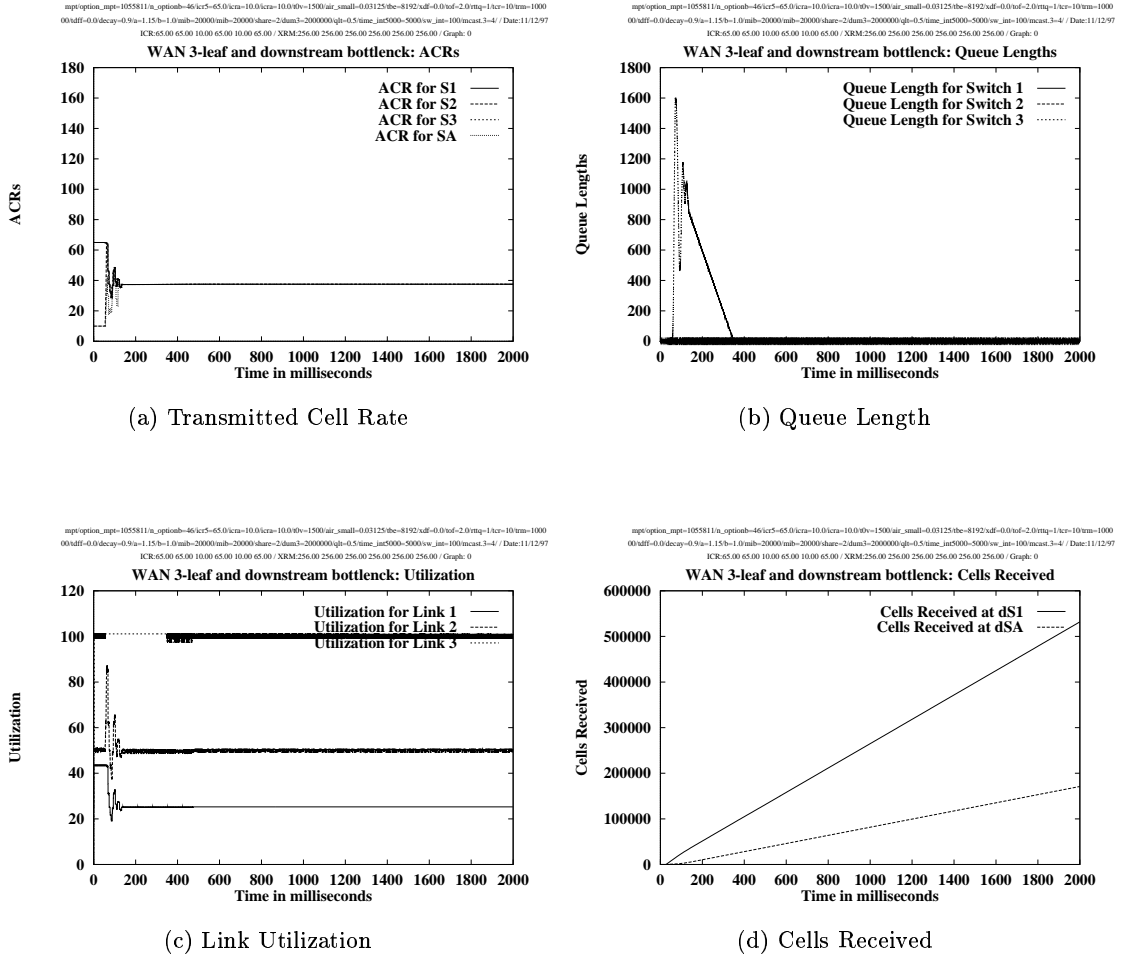 mpt/option_mpt=1055811/n_optionb=46/icr5=65.0/icra=10.0/icra=10.0/t0v=1500/air_small=0.03125/tbe=8192/xdf=0.0/tof=2.0/rttq=1/tcr=10/trm=1000
00/tdff=0.0/decay=0.9/a=1.15/b=1.0/mib=20000/mib=20000/share=2/dum3=2000000/qlt=0.5/time_int5000=5000/sw_int=100/mcast.3=4/ / Date:11/12/97
ICR:65.00 65.00 10.00 65.00 10.00 65.00 / XRM:256.00 256.00 256.00 256.00 256.00 256.00 / Graph: 0
WAN 3-leaf and downstream bottlenck: ACRs
180
160
140
120
100
80
60
40
20
0
ACRs
ACR for S1
ACR for S2
ACR for S3
ACR for SA
0 200 400 600 800 1000 1200 1400 1600 1800 2000
Time in milliseconds
(a) Transmitted Cell Rate
mpt/option_mpt=1055811/n_optionb=46/icr5=65.0/icra=10.0/icra=10.0/t0v=1500/air_small=0.03125/tbe=8192/xdf=0.0/tof=2.0/rttq=1/tcr=10/trm=1000
00/tdff=0.0/decay=0.9/a=1.15/b=1.0/mib=20000/mib=20000/share=2/dum3=2000000/qlt=0.5/time_int5000=5000/sw_int=100/mcast.3=4/ / Date:11/12/97
ICR:65.00 65.00 10.00 65.00 10.00 65.00 / XRM:256.00 256.00 256.00 256.00 256.00 256.00 / Graph: 0
WAN 3-leaf and downstream bottlenck: Queue Lengths
1800
1600
1400
1200
1000
800
600
400
200
0
Queue Lengths
Queue Length for Switch 1
Queue Length for Switch 2
Queue Length for Switch 3
0 200 400 600 800 1000 1200 1400 1600 1800 2000
Time in milliseconds
(b) Queue Length
mpt/option_mpt=1055811/n_optionb=46/icr5=65.0/icra=10.0/icra=10.0/t0v=1500/air_small=0.03125/tbe=8192/xdf=0.0/tof=2.0/rttq=1/tcr=10/trm=1000
00/tdff=0.0/decay=0.9/a=1.15/b=1.0/mib=20000/mib=20000/share=2/dum3=2000000/qlt=0.5/time_int5000=5000/sw_int=100/mcast.3=4/ / Date:11/12/97
ICR:65.00 65.00 10.00 65.00 10.00 65.00 / XRM:256.00 256.00 256.00 256.00 256.00 256.00 / Graph: 0
WAN 3-leaf and downstream bottlenck: Utilization
120
100
80
60
40
20
0
Utilization
Utilization for Link 1
Utilization for Link 2
Utilization for Link 3
0 200 400 600 800 1000 1200 1400 1600 1800 2000
Time in milliseconds
(c) Link Utilization
mpt/option_mpt=1055811/n_optionb=46/icr5=65.0/icra=10.0/icra=10.0/t0v=1500/air_small=0.03125/tbe=8192/xdf=0.0/tof=2.0/rttq=1/tcr=10/trm=1000
00/tdff=0.0/decay=0.9/a=1.15/b=1.0/mib=20000/mib=20000/share=2/dum3=2000000/qlt=0.5/time_int5000=5000/sw_int=100/mcast.3=4/ / Date:11/12/97
ICR:65.00 65.00 10.00 65.00 10.00 65.00 / XRM:256.00 256.00 256.00 256.00 256.00 256.00 / Graph: 0
WAN 3-leaf and downstream bottlenck: Cells Received
600000
500000
400000
300000
200000
100000
0
Cells Received
Cells Received at dS1
Cells Received at dSA
0 200 400 600 800 1000 1200 1400 1600 1800 2000
Time in milliseconds
(d) Cells Received